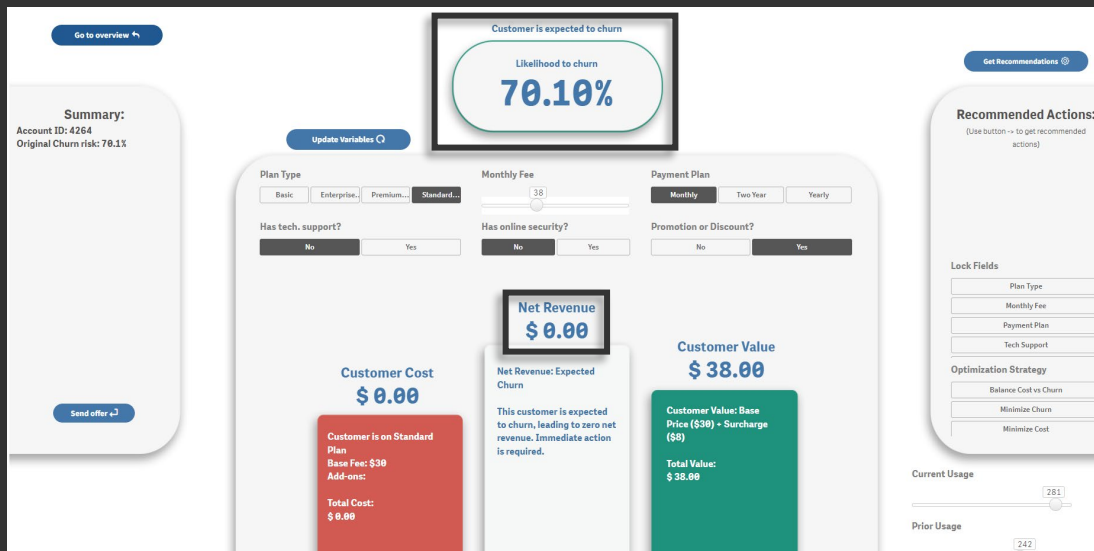 Go to overview
Customer is expected to churn
Likelihood to churn
70.10%
Get Recommendations
Summary:
Account ID: 4264
Original Churn risk: 70.1%
Send offer
Update Variables
Plan Type
Basic
Enterprise..
Premium...
Standard...
Monthly Fee
38
Payment Plan
Monthly
Two Year
Yearly
Has tech. support?
No
Yes
Has online security?
No
Yes
Promotion or Discount?
No
Yes
Customer Cost
$ 0.00
Customer is on Standard
Plan
Base Fee: $30
Add-ons:
Total Cost:
$ 0.00
Net Revenue
$ 0.00
Net Revenue: Expected
Churn
This customer is expected
to churn, leading to zero net
revenue. Immediate action
is required.
Customer Value
$ 38.00
Customer Value: Base
Price ($30) + Surcharge
($8)
Total Value:
$ 38.00
Recommended Actions:
(Use button -> to get recommended
actions)
Lock Fields
Plan Type
Monthly Fee
Payment Plan
Tech Support
Optimization Strategy
Balance Cost vs Churn
Minimize Churn
Minimize Cost
Current Usage
281
Prior Usage
242